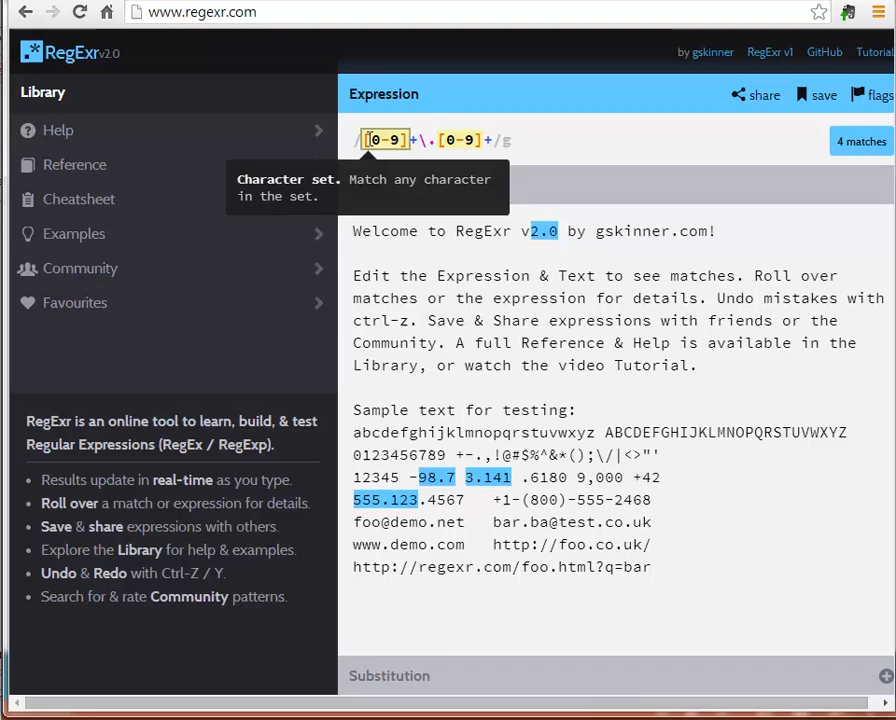 www.regexr.com
RegExr v2.0
by gskinner RegExr v1 GitHub Tutorial
Library
Help
Reference
Cheatsheet
Examples
Community
Favourites
RegExr is an online tool to learn, build, & test
Regular Expressions (RegEx / RegExp).
Results update in real-time as you type.
Roll over a match or expression for details.
Save & share expressions with others.
Explore the Library for help & examples.
Undo & Redo with Ctrl-Z / Y.
Search for & rate Community patterns.
Expression
share save flags
/[0-9]+\.[0-9]+/g
4 matches
Character set. Match any character
in the set.
Welcome to RegExr v2.0 by gskinner.com!
Edit the Expression & Text to see matches. Roll over
matches or the expression for details. Undo mistakes with
ctrl-z. Save & Share expressions with friends or the
Community. A full Reference & Help is available in the
Library, or watch the video Tutorial.
Sample text for testing:
abcdefghijklmnopqrstuvwxyz ABCDEFGHIJKLMNOPQRSTUVWXYZ
0123456789 +-.,!@#$%^&*();\/|<>"'
12345 -98.7 3.141 .6180 9,000 +42
555.123.4567 +1-(800)-555-2468
foo@demo.net bar.ba@test.co.uk
www.demo.com http://foo.co.uk/
http://regexr.com/foo.html?q=bar
Substitution